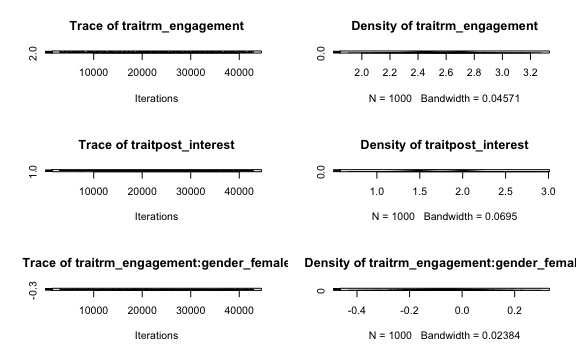 Trace of traitrm_engagement
2.0
10000 20000 30000 40000
Iterations
Density of traitrm_engagement
0.0
2.0 2.2 2.4 2.6 2.8 3.0 3.2
N = 1000 Bandwidth = 0.04571
Trace of traitpost_interest
1.0
10000 20000 30000 40000
Iterations
Density of traitpost_interest
0.0
1.0 1.5 2.0 2.5 3.0
N = 1000 Bandwidth = 0.0695
Trace of traitrm_engagement:gender_female
-0.3
10000 20000 30000 40000
Iterations
Density of traitrm_engagement:gender_femal
0
-0.4 -0.2 0.0 0.2
N = 1000 Bandwidth = 0.02384